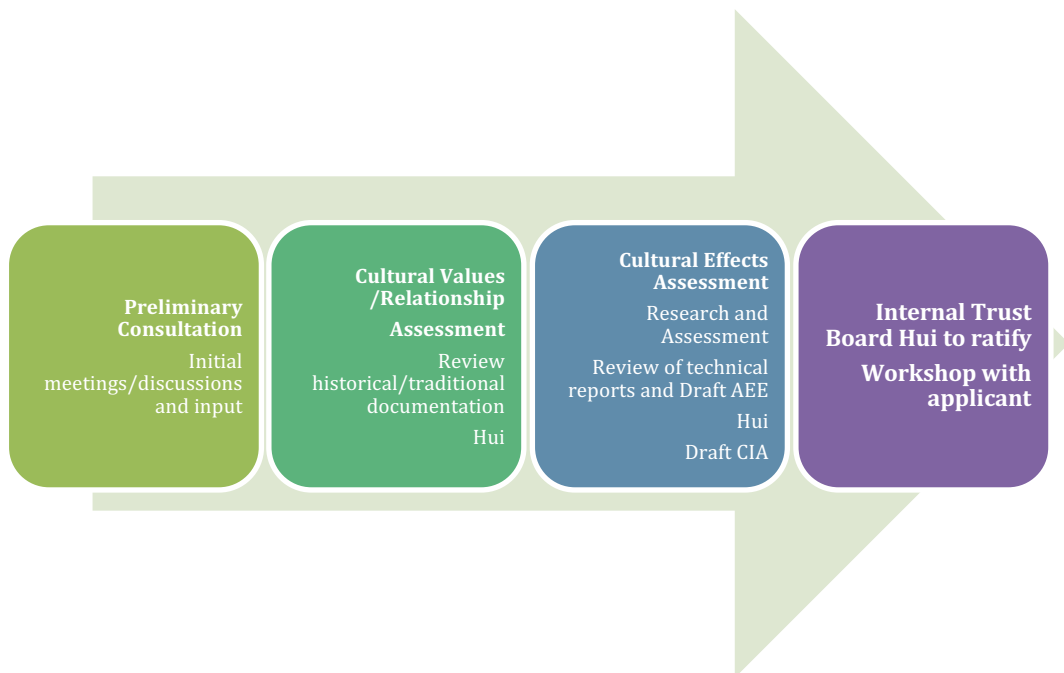 Preliminary
Consultation
Initial
meetings/discussions
and input
Cultural Values
/Relationship
Assessment
Review
historical/traditional
documentation
Hui
Cultural Effects
Assessment
Research and
Assessment
Review of technical
reports and Draft AEE
Hui
Draft CIA
Internal Trust
Board Hui to ratify
Workshop with
applicant